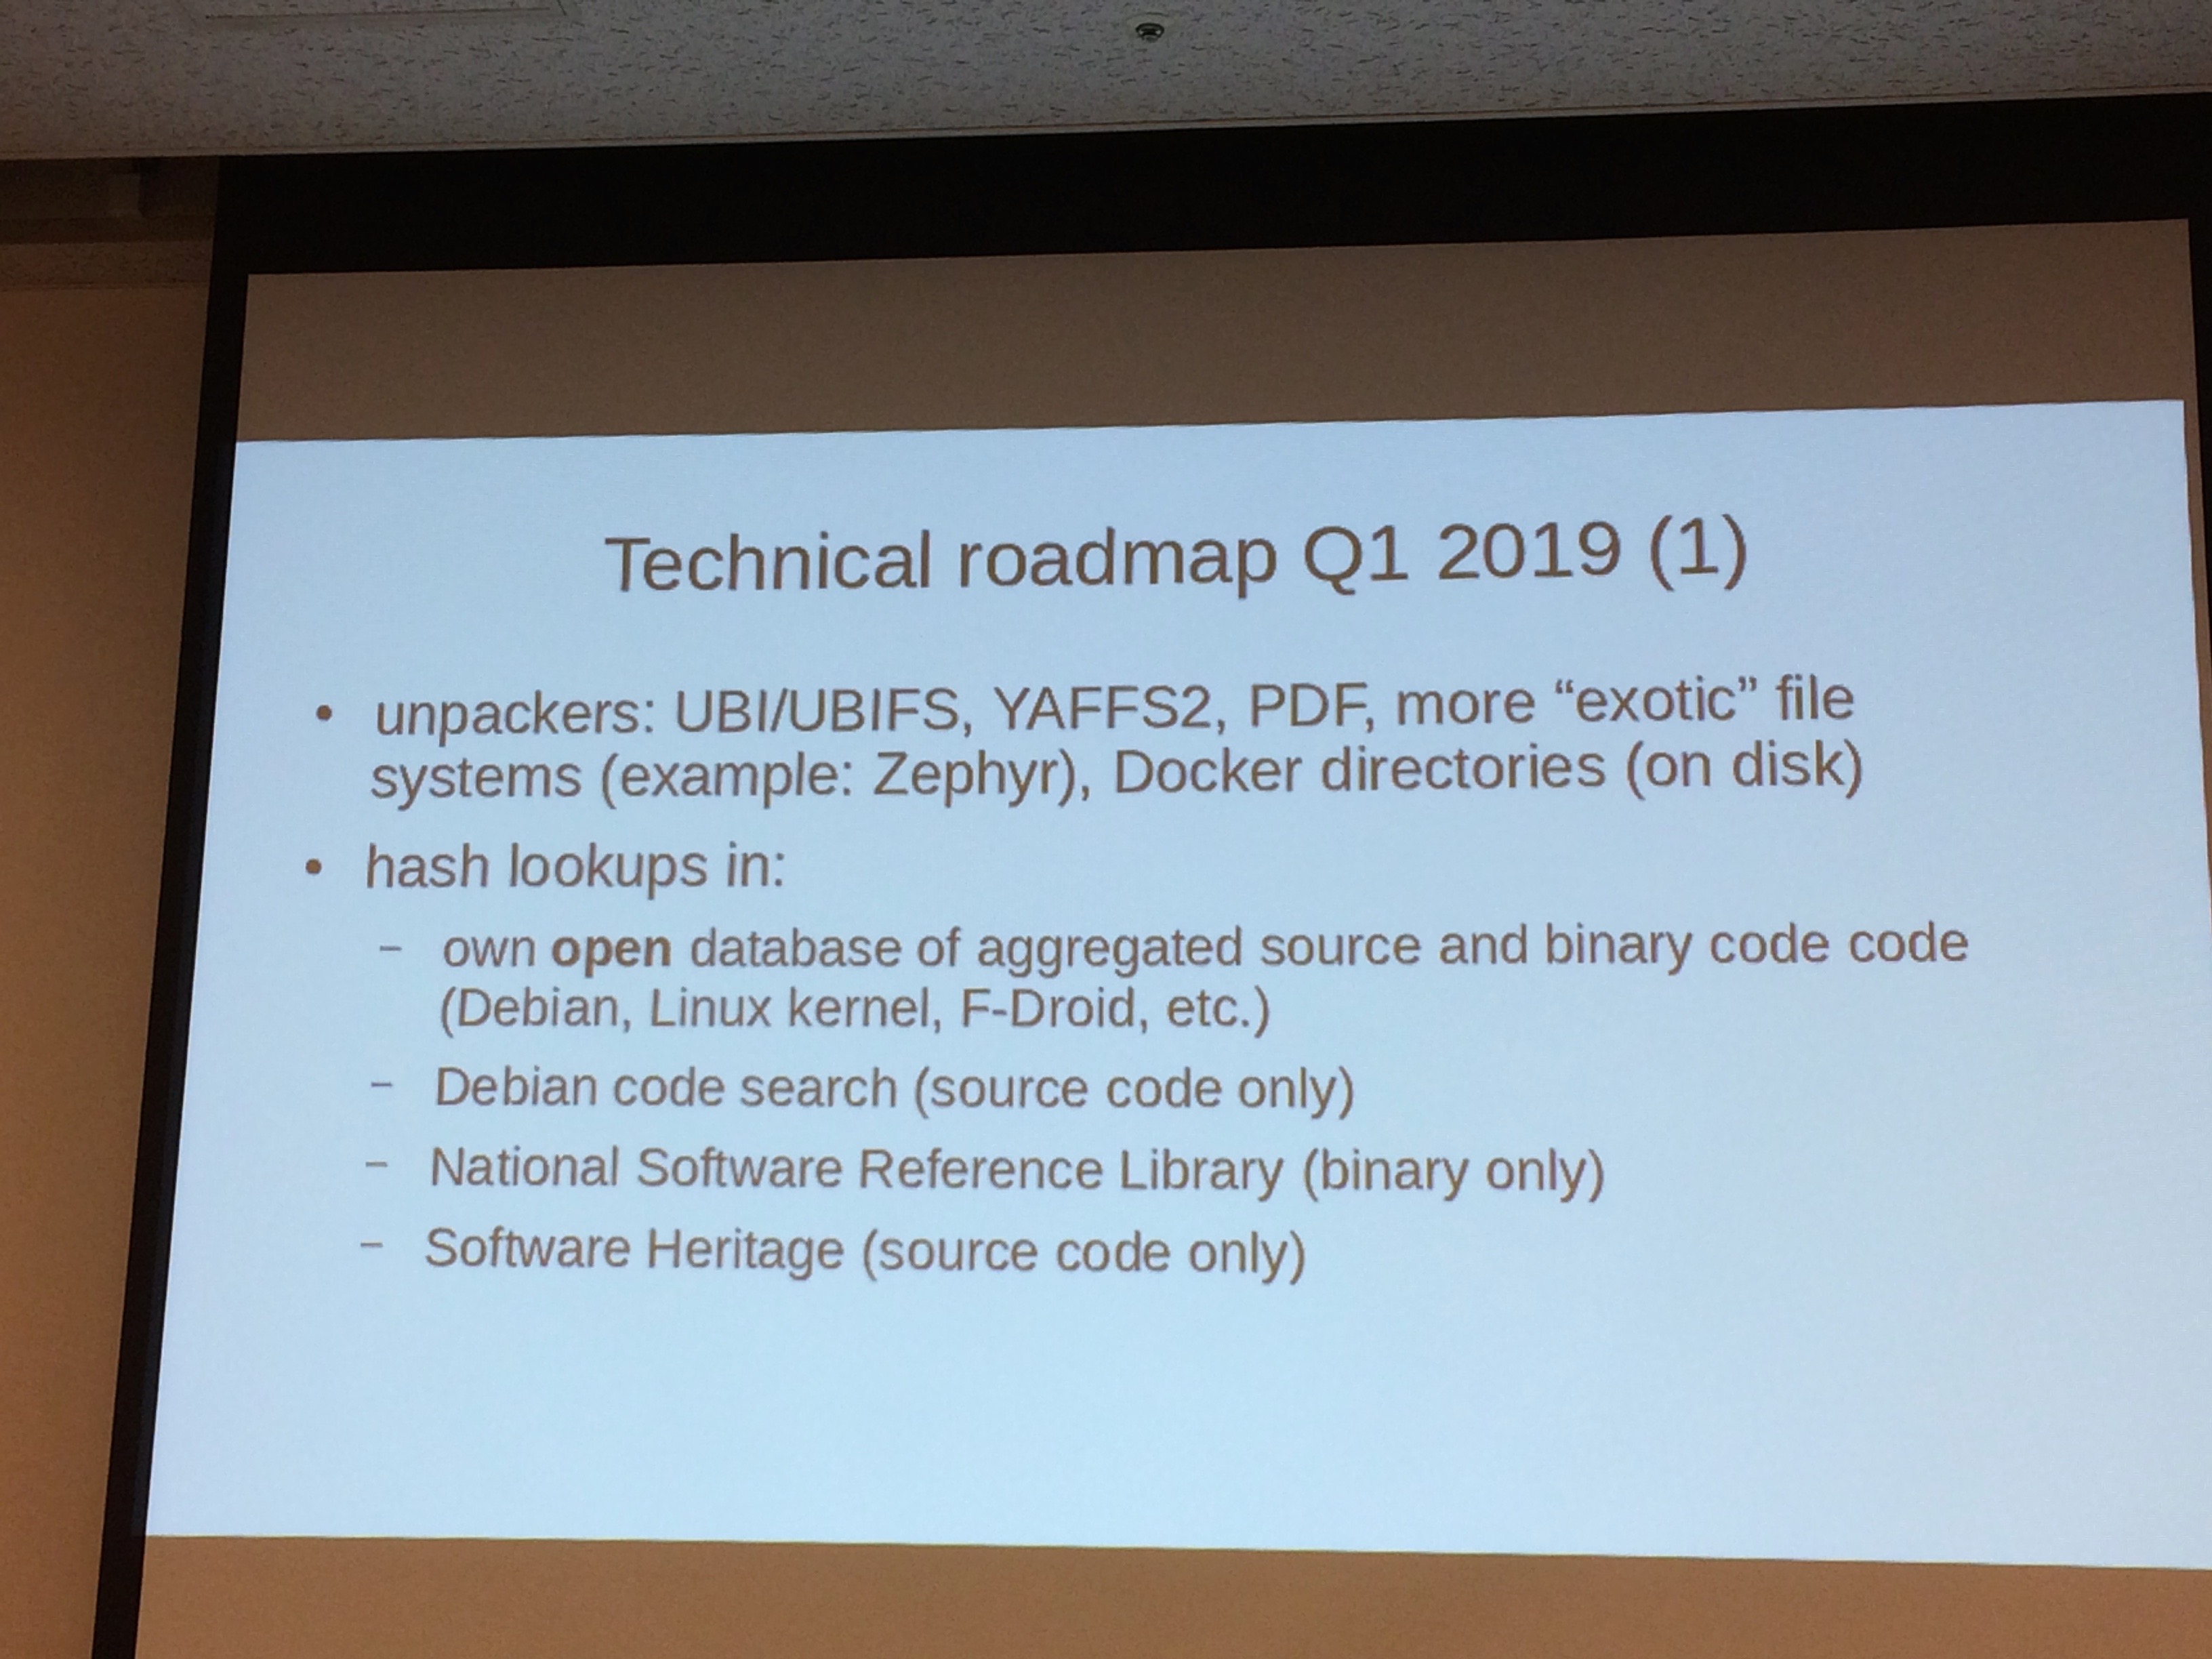 Technical roadmap Q1 2019 (1)
• unpackers: UBI/UBIFS, YAFFS2, PDF, more “exotic” file
systems (example: Zephyr), Docker directories (on disk)
• hash lookups in:
– own open database of aggregated source and binary code code
(Debian, Linux kernel, F-Droid, etc.)
– Debian code search (source code only)
– National Software Reference Library (binary only)
– Software Heritage (source code only)